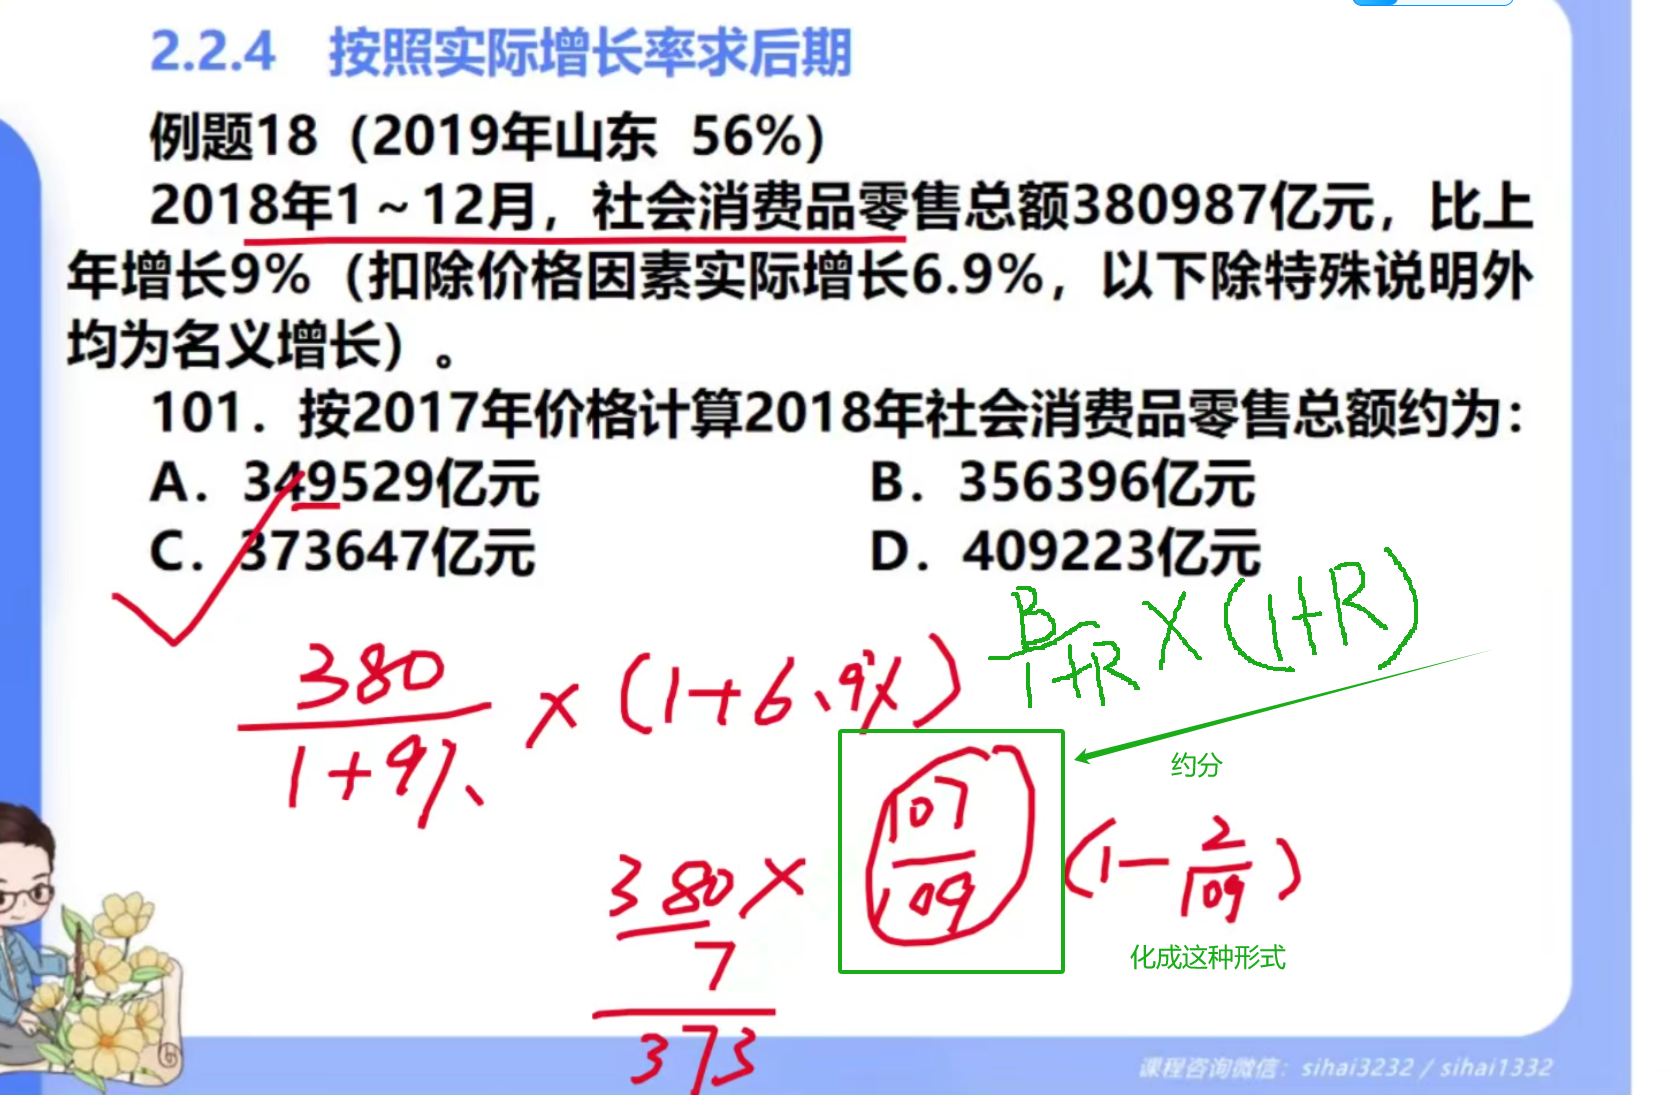 2.2.4 按照实际增长率求后期
例题18（2019年山东 56%）
2018年1～12月，社会消费品零售总额380987亿元，比上
年增长9%（扣除价格因素实际增长6.9%，以下除特殊说明外
均为名义增长）。
101．按2017年价格计算2018年社会消费品零售总额约为：
A．349529亿元
B．356396亿元
C．373647亿元
D．409223亿元
B
1+R
×(1+R)
380
1+9%
×(1+6.9%)
约分
380×
107
109
(1-
2
109
)
7
373
化成这种形式
课程咨询微信：sihai3232 / sihai1332